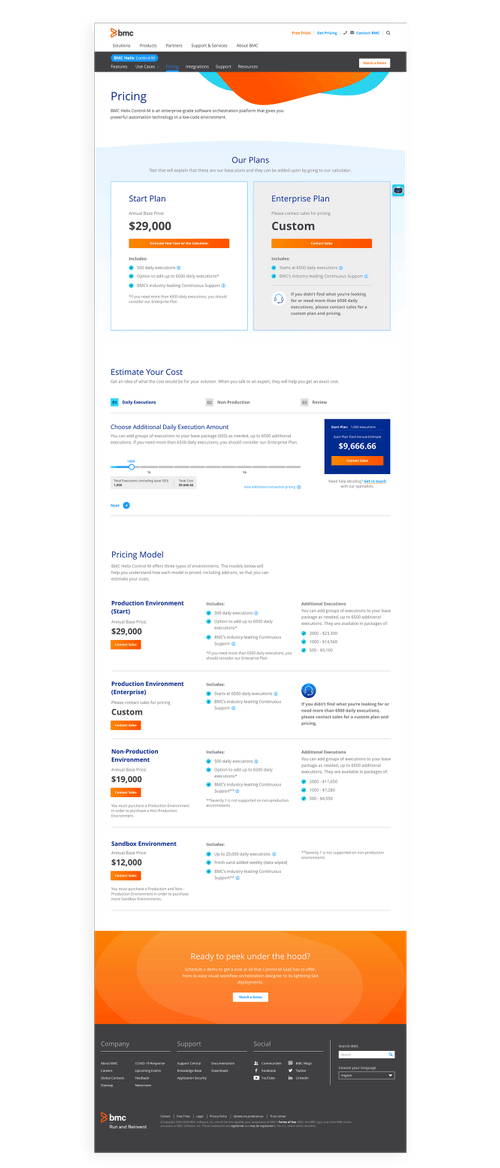 bmc
Free Trials
Get Pricing
Contact BMC
Solutions Products Partners Support & Services About BMC
BMC Helix Control-M
Features Use Cases Pricing Integrations Support Resources
Watch a Demo
Pricing
BMC Helix Control-M is an enterprise-grade software orchestration platform that gives you
powerful automation technology in a low-code environment.
Our Plans
Text that will explain that these are our base plans and they can be added upon by going to our calculator.
Start Plan
Annual Base Price
$29,000
Estimate Your Cost on the Calculator
Includes:
500 daily executions
Option to add up to 6000 daily executions*
BMC's industry-leading Continuous Support
*If you need more than 6500 daily executions, you should
consider our Enterprise Plan
Enterprise Plan
Please contact sales for pricing
Custom
Contact Sales
Includes:
Starts at 6500 daily executions
BMC's industry-leading Continuous Support
If you didn't find what you're looking
for or need more than 6500 daily
executions, please contact sales for a
custom plan and pricing.
Estimate Your Cost
Get an idea of what the cost would be for your solution. When you talk to an expert, they will help you get an exact cost.
01 Daily Executions
02 Non-Production
03 Review
Choose Additional Daily Execution Amount
You can add groups of executions to your base package (500) as needed, up to 6500 additional
executions. If you need more than 6500 executions, you should consider our Enterprise Plan.
Total Cost
Next
Start Plan: 1,000 executions
Start Plan Total Annual Estimate
$9,666.66
Contact Sales
Need help deciding? Get in touch
with our specialists.
Pricing Model
BMC Helix Control-M offers three types of environments. The models below will
help you understand how each model is priced, including add-ons, so that you can
estimate your costs.
Production Environment
(Start)
Annual Base Price
$29,000
Contact Sales
Includes:
500 daily executions
Option to add up to 6000 daily
executions*
BMC's industry-leading Continuous
Support
*If you need more than 6500 daily executions, you
should consider our Enterprise Plan
Additional Executions
You can add groups of executions to your base
package as needed, up to 6500 additional
executions. They are available in packages of:
2000 - $23,300
1000 - $14,560
500 - $9,100
Production Environment
(Enterprise)
Please contact sales for pricing
Custom
Contact Sales
Includes:
Starts at 6500 daily executions
BMC's industry-leading Continuous
Support
If you didn't find what you're looking for or
need more than 6500 daily executions,
please contact sales for a custom plan and
pricing.
Non-Production
Environment
Annual Base Price
$19,000
Contact Sales
You must purchase a Production Environment
in order to purchase a Non-Production
Environment.
Includes:
500 daily executions
Option to add up to 6000 daily
executions*
BMC's industry-leading Continuous
Support**
**Severity 1 is not supported on non-production
environments
Additional Executions
You can add groups of executions to your base
package as needed, up to 6500 additional
executions. They are available in packages of:
2000 - $11,650
1000 - $7,280
500 - $4,550
Sandbox Environment
Annual Base Price
$12,000
Contact Sales
You must purchase a Production and Non-
Production Environment in order to purchase
more Sandbox Environments.
Includes:
Up to 20,000 daily executions
Fresh sand added weekly (data wiped)
BMC's industry-leading Continuous
Support**
**Severity 1 is not supported on non-production
environments
Ready to peek under the hood?
Schedule a demo to get a look at all that Control-M SaaS has to offer,
from its easy visual workflow orchestration designer to its lightning fast
deployments.
Watch a Demo
Company
About BMC
Careers
Global Contacts
Sitemap
COVID-19 Response
Upcoming Events
Feedback
Newsroom
Support
Support Central
Knowledge Base
Application Security
Documentation
Downloads
Social
Communities
Facebook
YouTube
BMC Blogs
Twitter
LinkedIn
Search BMC
Search
Choose your language
English
bmc
Run and Reinvent
Contact Free Trials Legal Privacy Policy Trust Center